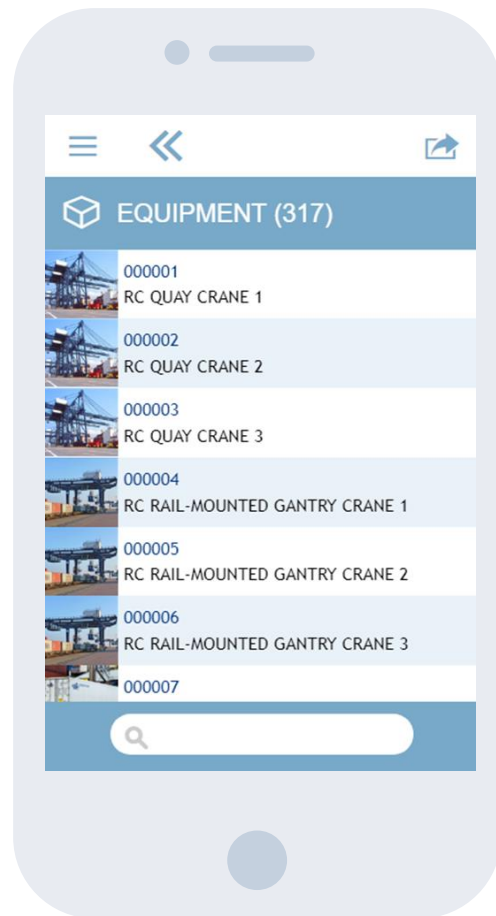 EQUIPMENT (317)
000001
RC QUAY CRANE 1
000002
RC QUAY CRANE 2
000003
RC QUAY CRANE 3
000004
RC RAIL-MOUNTED GANTRY CRANE 1
000005
RC RAIL-MOUNTED GANTRY CRANE 2
000006
RC RAIL-MOUNTED GANTRY CRANE 3
000007